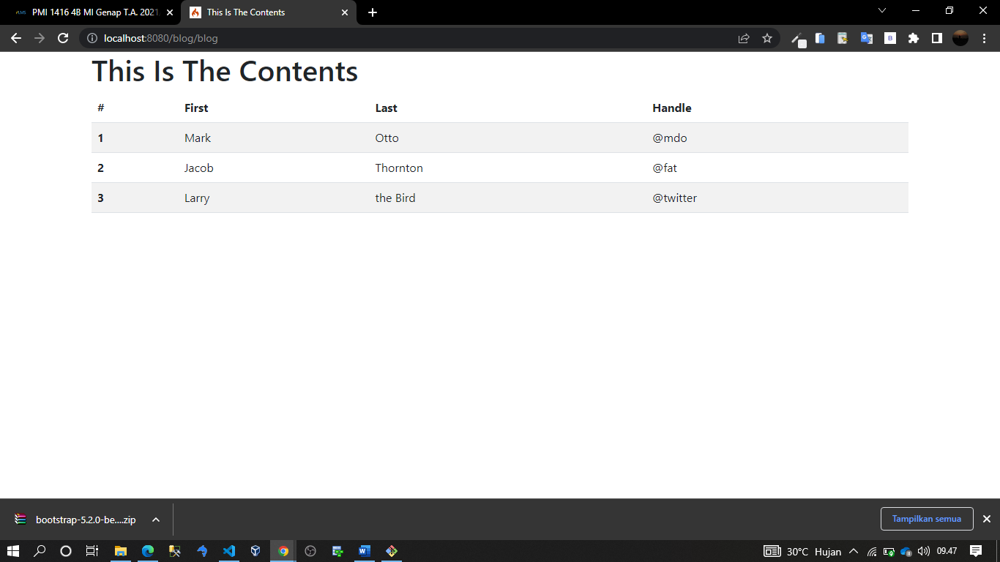 PLMS PMI 1416 4B MI Genap T.A. 2021
This Is The Contents
localhost:8080/blog/blog
B
This Is The Contents
# First Last Handle
1 Mark Otto @mdo
2 Jacob Thornton @fat
3 Larry the Bird @twitter
bootstrap-5.2.0-be....zip
Tampilkan semua
30°C Hujan 09.47